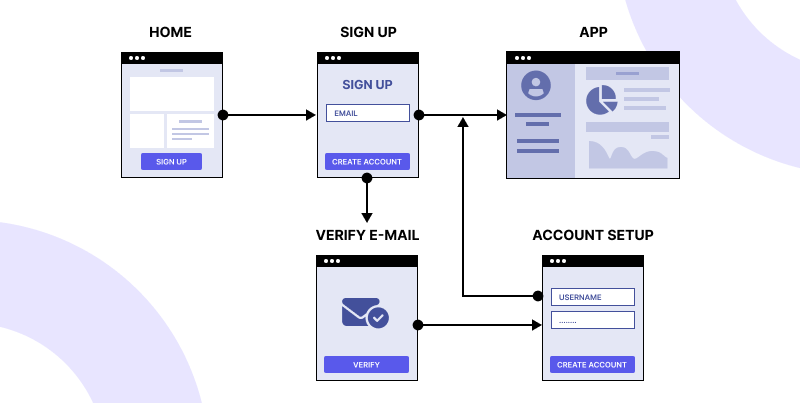 HOME
SIGN UP
APP
SIGN UP
EMAIL
SIGN UP
CREATE ACCOUNT
VERIFY E-MAIL
ACCOUNT SETUP
USERNAME
........
VERIFY
CREATE ACCOUNT